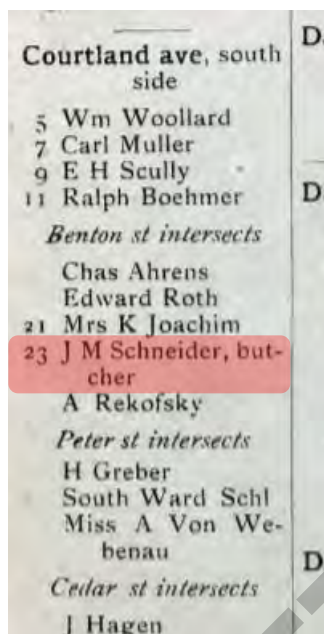 Courtland ave, south
side
5 Wm Woollard
7 Carl Muller
9 E H Scully
11 Ralph Boehmer
Benton st intersects
Chas Ahrens
Edward Roth
21 Mrs K Joachim
23 J M Schneider, but-
cher
A Rekofsky
Peter st intersects
H Greber
South Ward Schl
Miss A Von We-
benau
Cedar st intersects
J Hagen
D
D
D